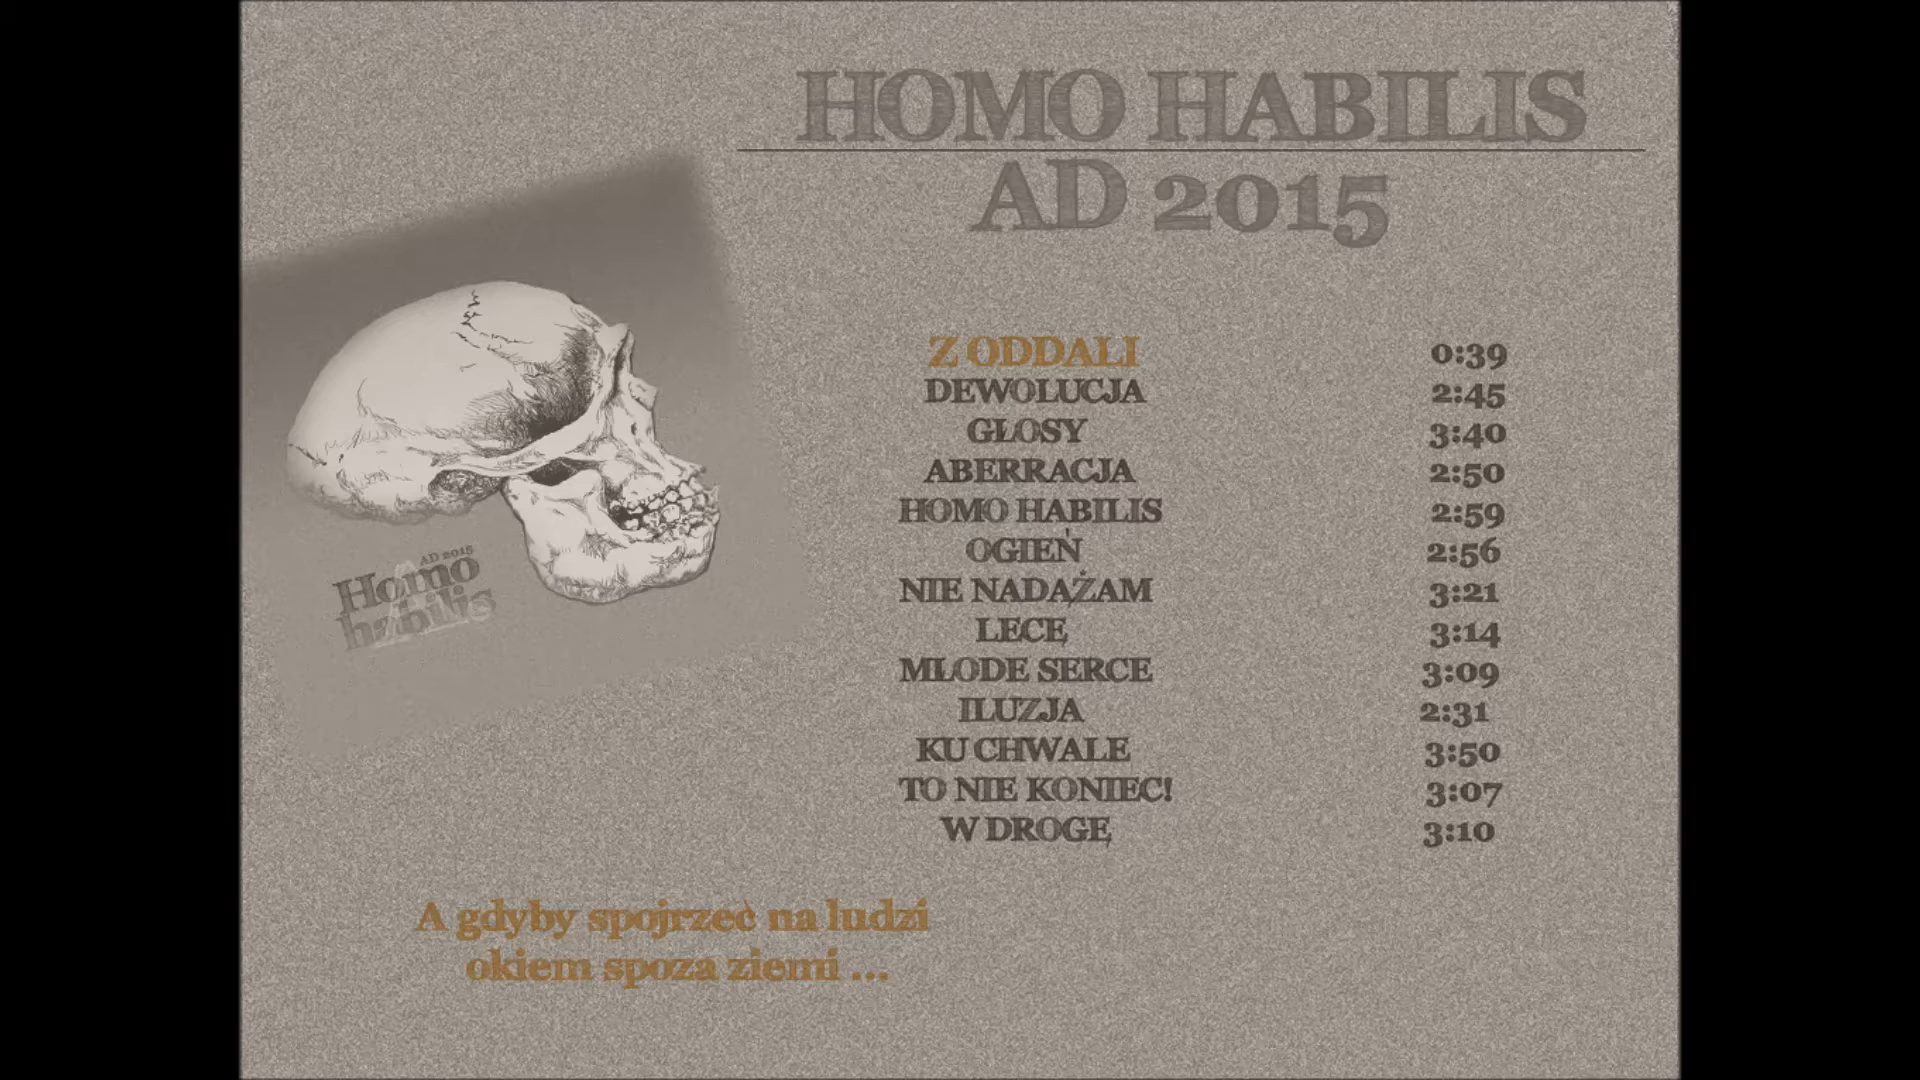 HOMO HABILIS
AD 2015
AD 2015
Homo
habilis
Z ODDALI 0:39
DEWOLUCJA 2:45
GŁOSY 3:40
ABERRACJA 2:50
HOMO HABILIS 2:59
OGIEŃ 2:56
NIE NADĄŻAM 3:21
LECĘ 3:14
MŁODE SERCE 3:09
ILUZJA 2:31
KU CHWALE 3:50
TO NIE KONIEC! 3:07
W DROGĘ 3:10
A gdyby spojrzeć na ludzi
okiem spoza ziemi ...